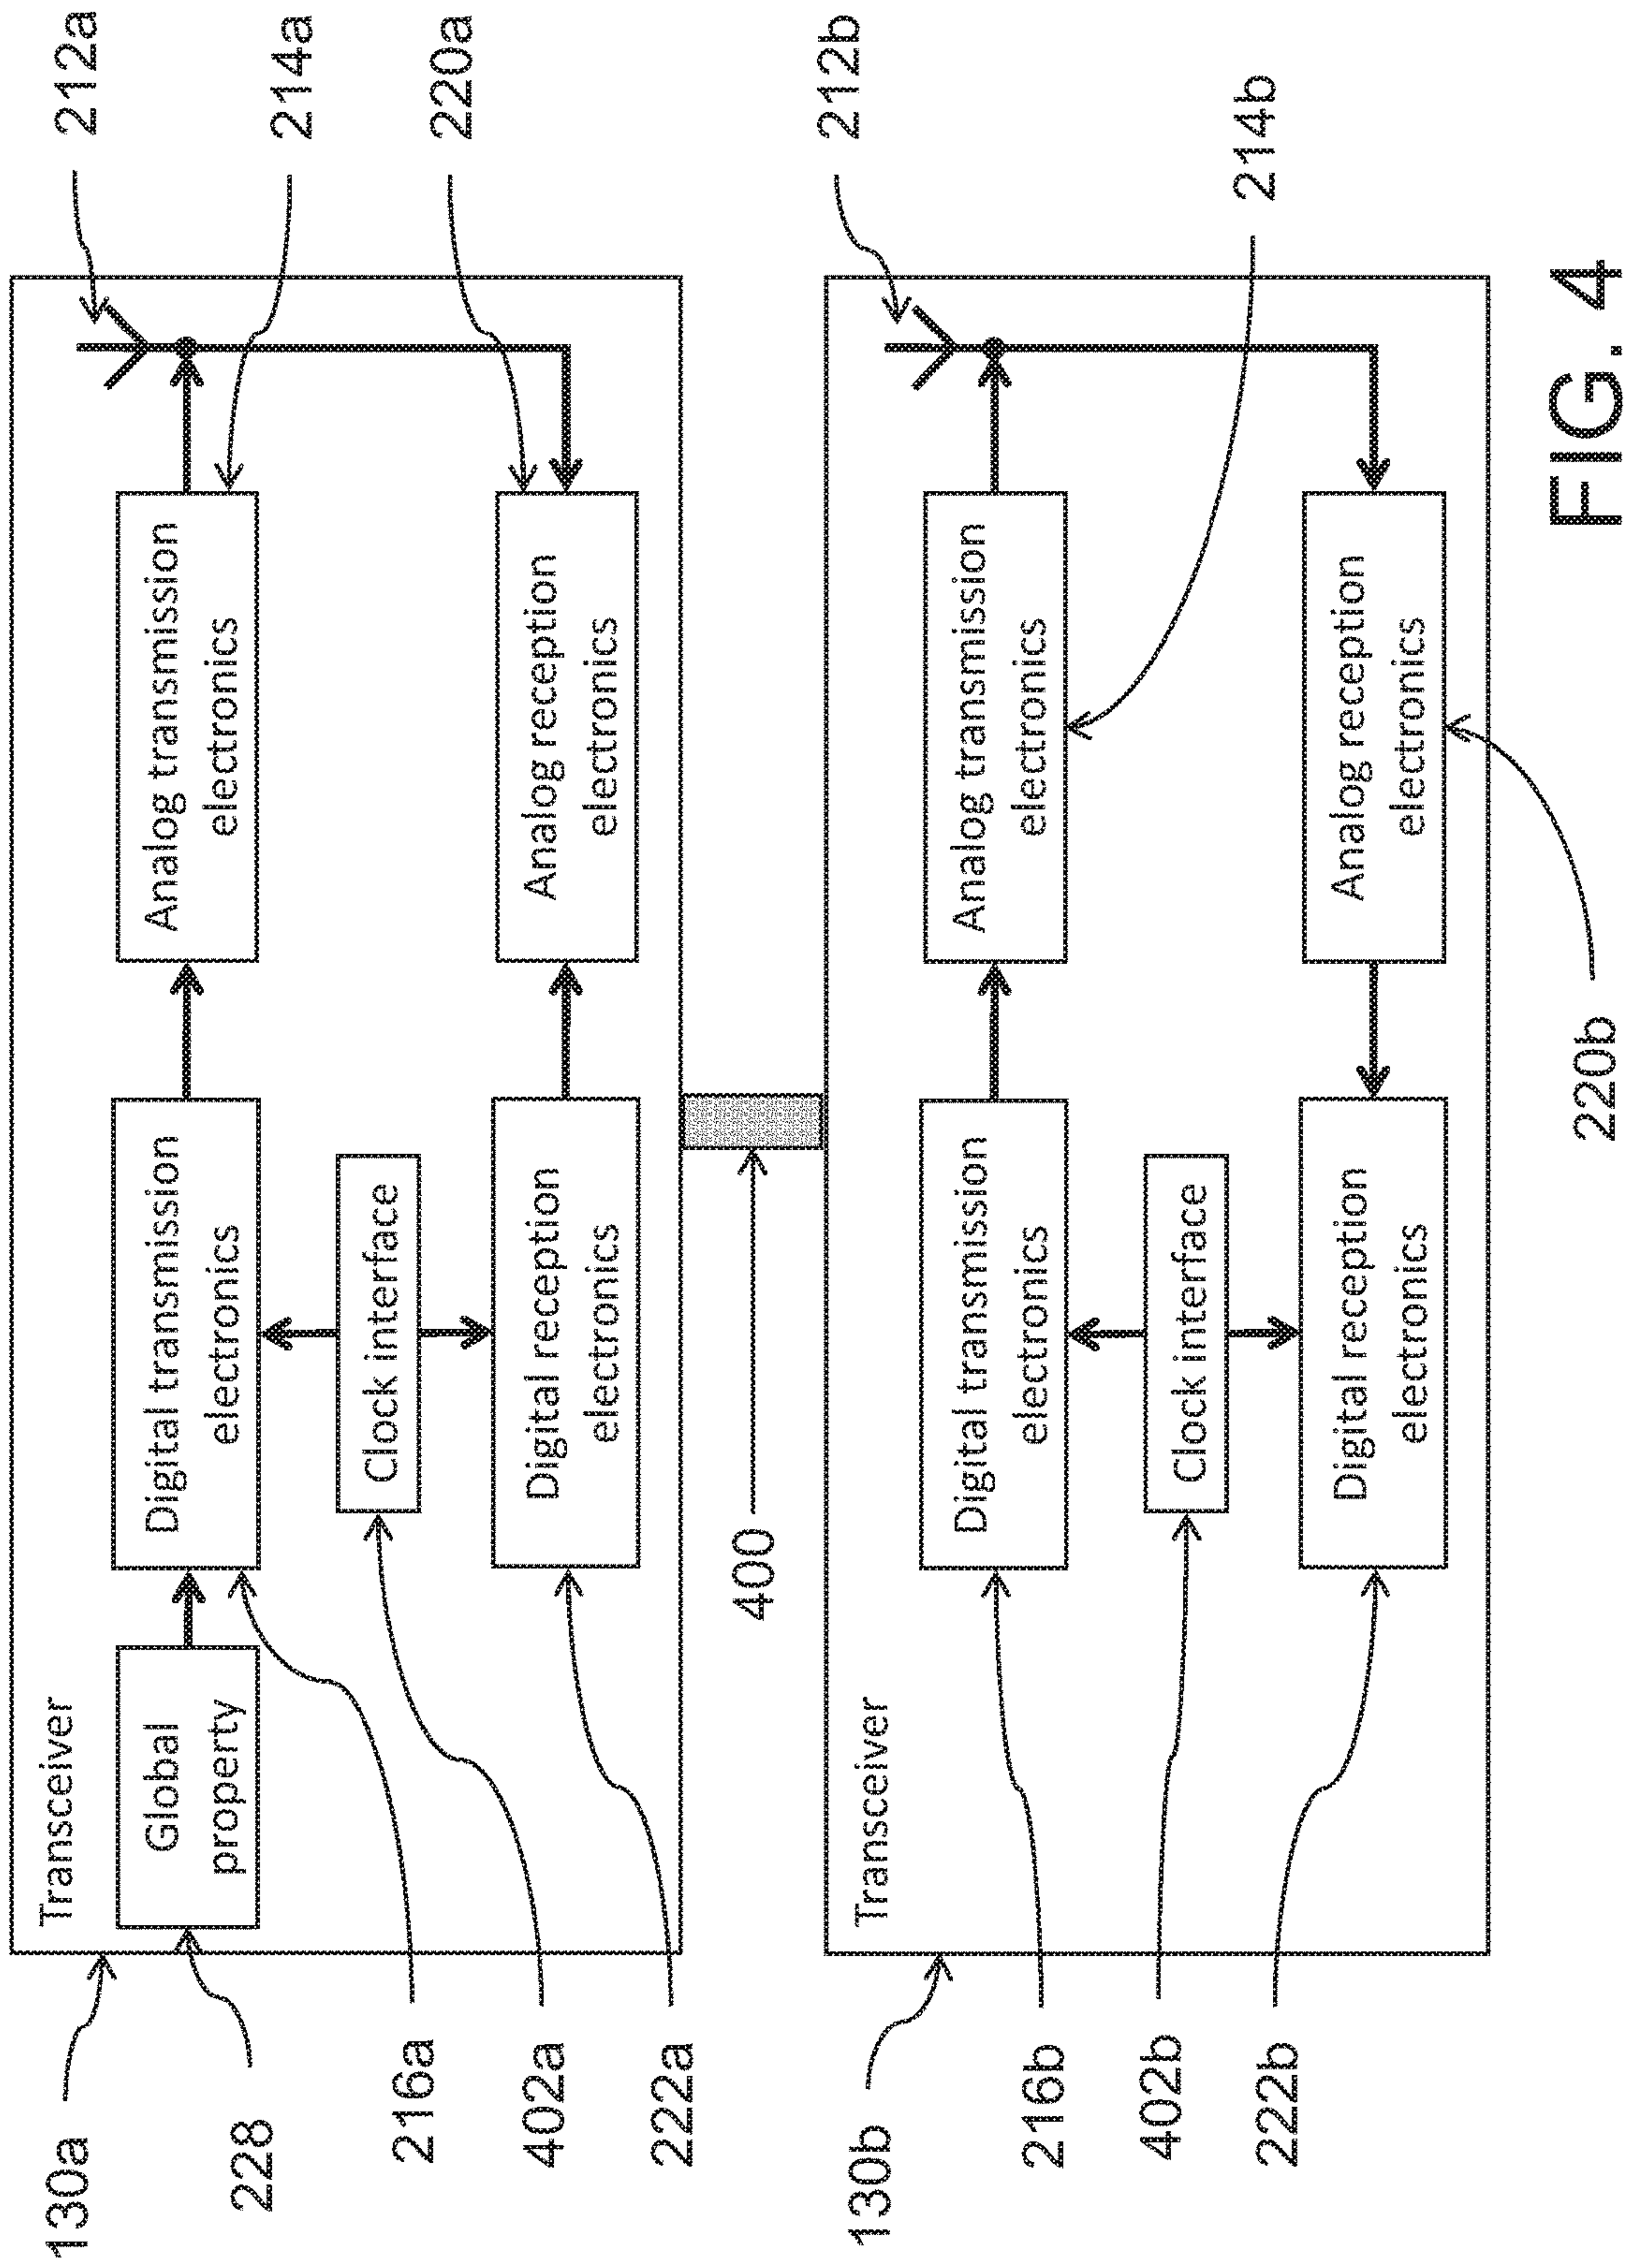 130a
Transceiver
212a
228
Global
property
Digital transmission
electronics
Analog transmission
electronics
214a
216a
402a
Clock interface
220a
222a
Digital reception
electronics
Analog reception
electronics
400
130b
Transceiver
212b
216b
Digital transmission
electronics
Analog transmission
electronics
214b
402b
Clock interface
222b
Digital reception
electronics
Analog reception
electronics
220b
FIG. 4